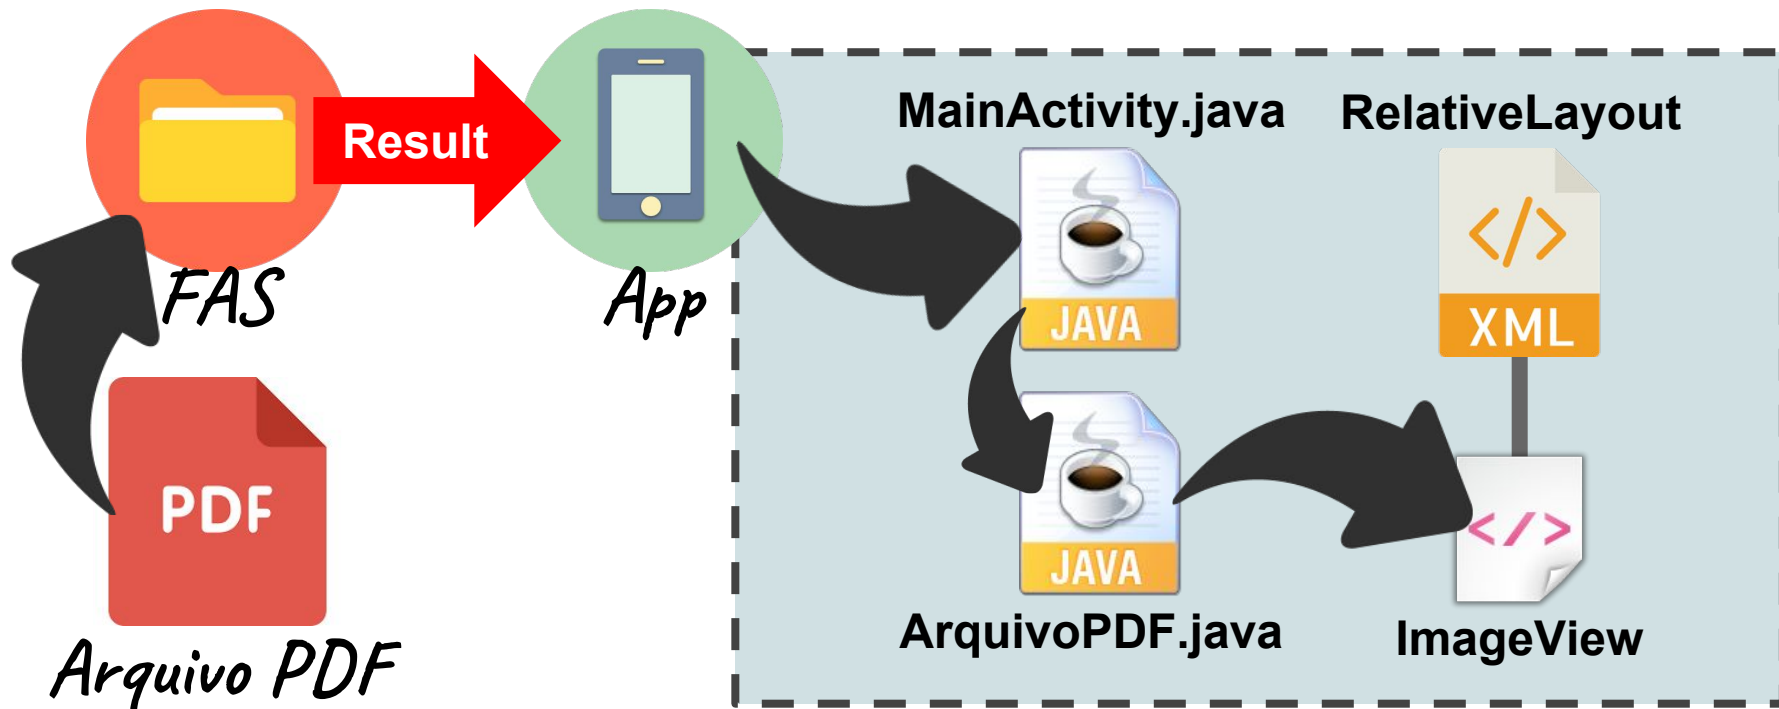 Result
FAS
App
PDF
Arquivo PDF
MainActivity.java
JAVA
JAVA
ArquivoPDF.java
RelativeLayout
</>
XML
</>
ImageView